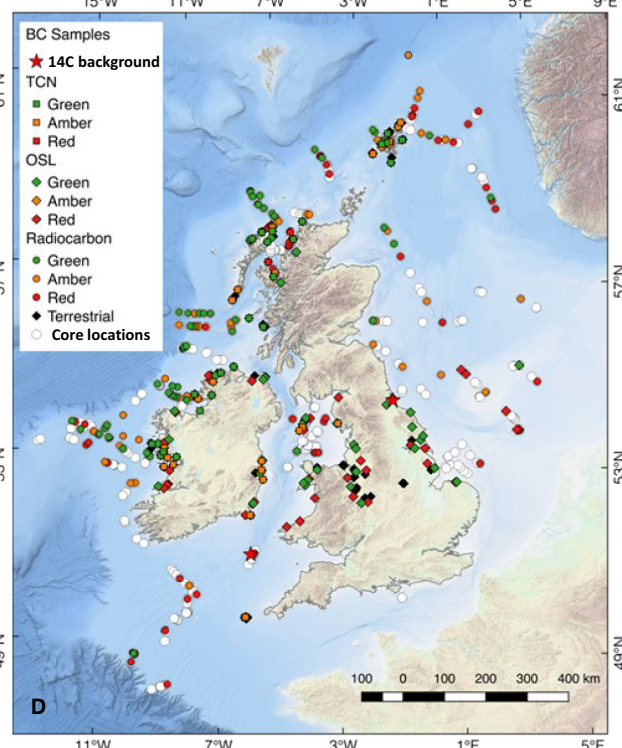 15°W 11°W 7°W 3°W 1°E 5°E 9°E
BC Samples
14C background
TCN
Green
Amber
Red
OSL
Green
Amber
Red
Radiocarbon
Green
Amber
Red
Terrestrial
Core locations
61°N
57°N
57°N
53°N
53°N
49°N
49°N
100 0 100 200 300 400 km
D
11°W 7°W 3°W 1°E 5°E